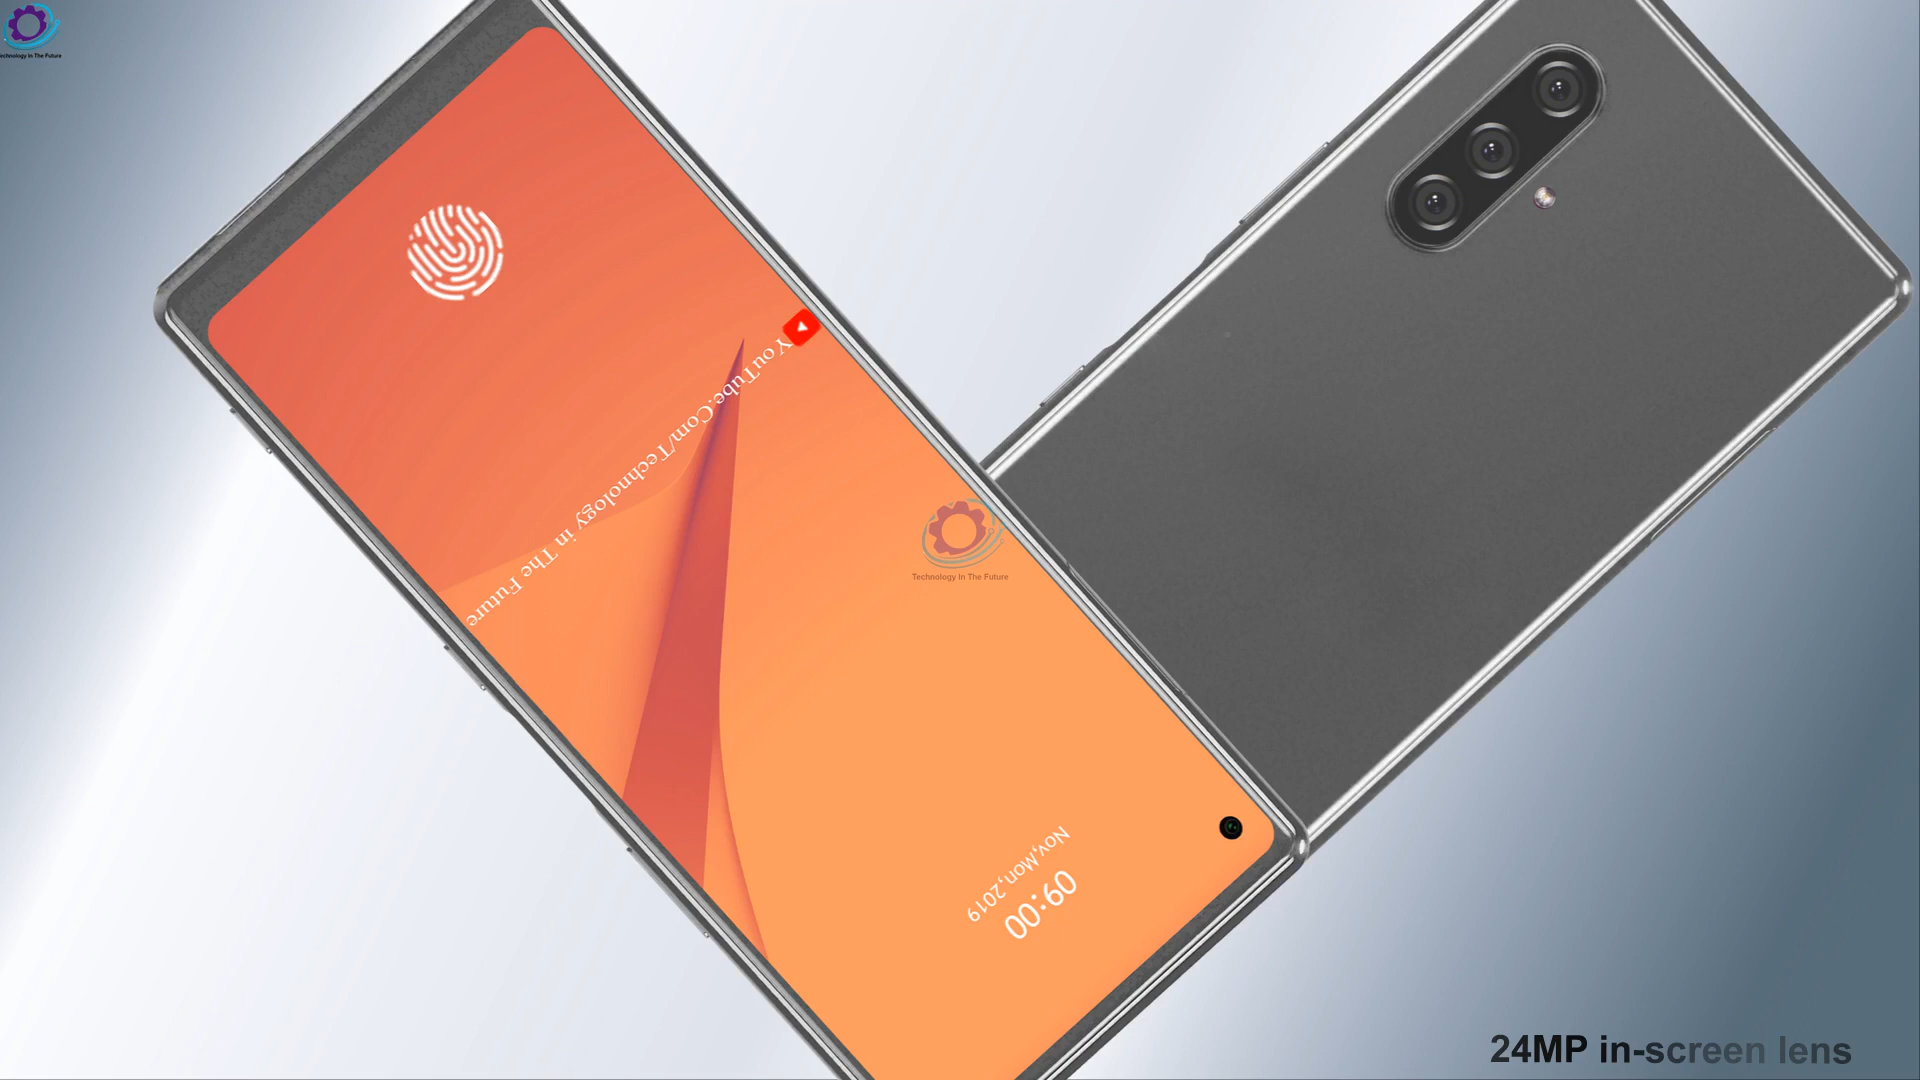 Technology In The Future
YouTube.Com/Technology in The Future
Technology In The Future
Nov,Mon,2019
09:00
24MP in-screen lens